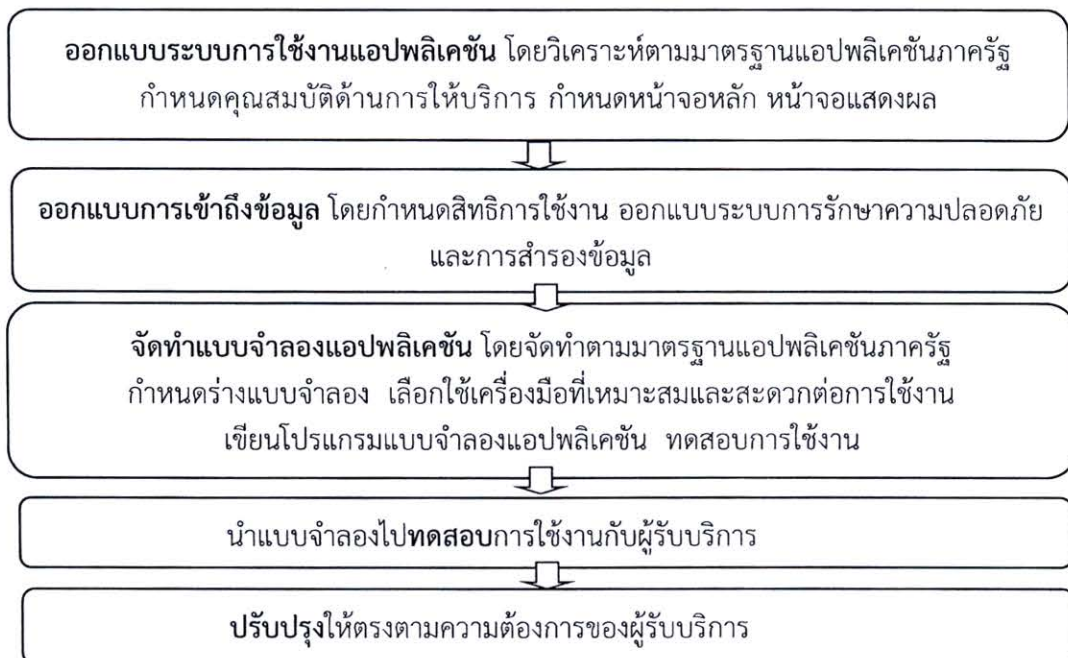 ออกแบบระบบการใช้งานแอปพลิเคชัน โดยวิเคราะห์ตามมาตรฐานแอปพลิเคชันภาครัฐ
กำหนดคุณสมบัติด้านการให้บริการ กำหนดหน้าจอหลัก หน้าจอแสดงผล
ออกแบบการเข้าถึงข้อมูล โดยกำหนดสิทธิการใช้งาน ออกแบบระบบการรักษาความปลอดภัย
และการสำรองข้อมูล
จัดทำแบบจำลองแอปพลิเคชัน โดยจัดทำตามมาตรฐานแอปพลิเคชันภาครัฐ
กำหนดร่างแบบจำลอง เลือกใช้เครื่องมือที่เหมาะสมและสะดวกต่อการใช้งาน
เขียนโปรแกรมแบบจำลองแอปพลิเคชัน ทดสอบการใช้งาน
นำแบบจำลองไปทดสอบการใช้งานกับผู้รับบริการ
ปรับปรุงให้ตรงตามความต้องการของผู้รับบริการ